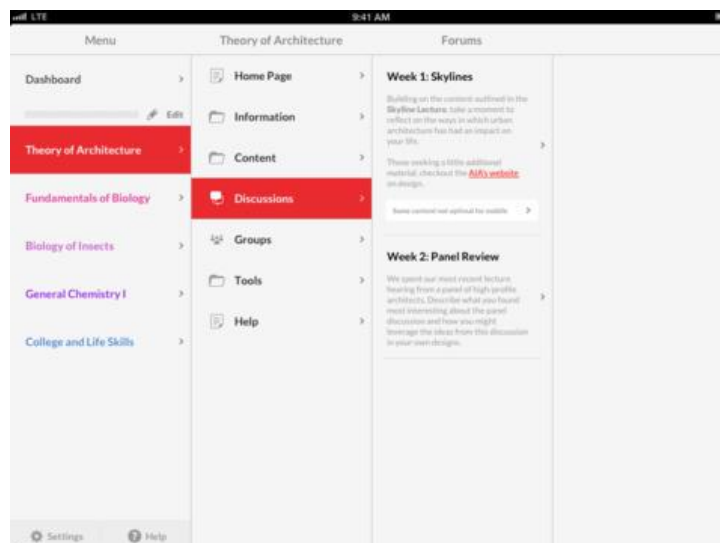 LTE
9:41 AM
Menu
Theory of Architecture
Forums
Dashboard
Edit
Theory of Architecture
Fundamentals of Biology
Biology of Insects
General Chemistry I
College and Life Skills
Settings
Help
Home Page
Information
Content
Discussions
Groups
Tools
Help
Week 1: Skylines
Building on the content outlined in the
Skyline Lecture, take a moment to
reflect on the ways in which urban
architecture has had an impact on
your life.
Those seeking a little additional
material, checkout the AIA's website
on design.
Some content not optimal for mobile
Week 2: Panel Review
We spent our most recent lecture
hearing from a panel of high profile
architects. Describe what you found
most interesting about the panel
discussion and how you might
leverage the ideas from this discussion
in your own designs.